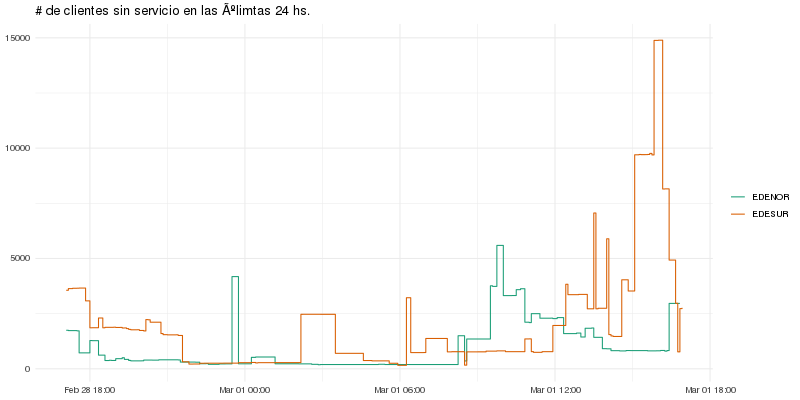 # de clientes sin servicio en las Ãºlimtas 24 hs.
15000
10000
5000
0
Feb 28 18:00
Mar 01 00:00
Mar 01 06:00
Mar 01 12:00
Mar 01 18:00
EDENOR
EDESUR